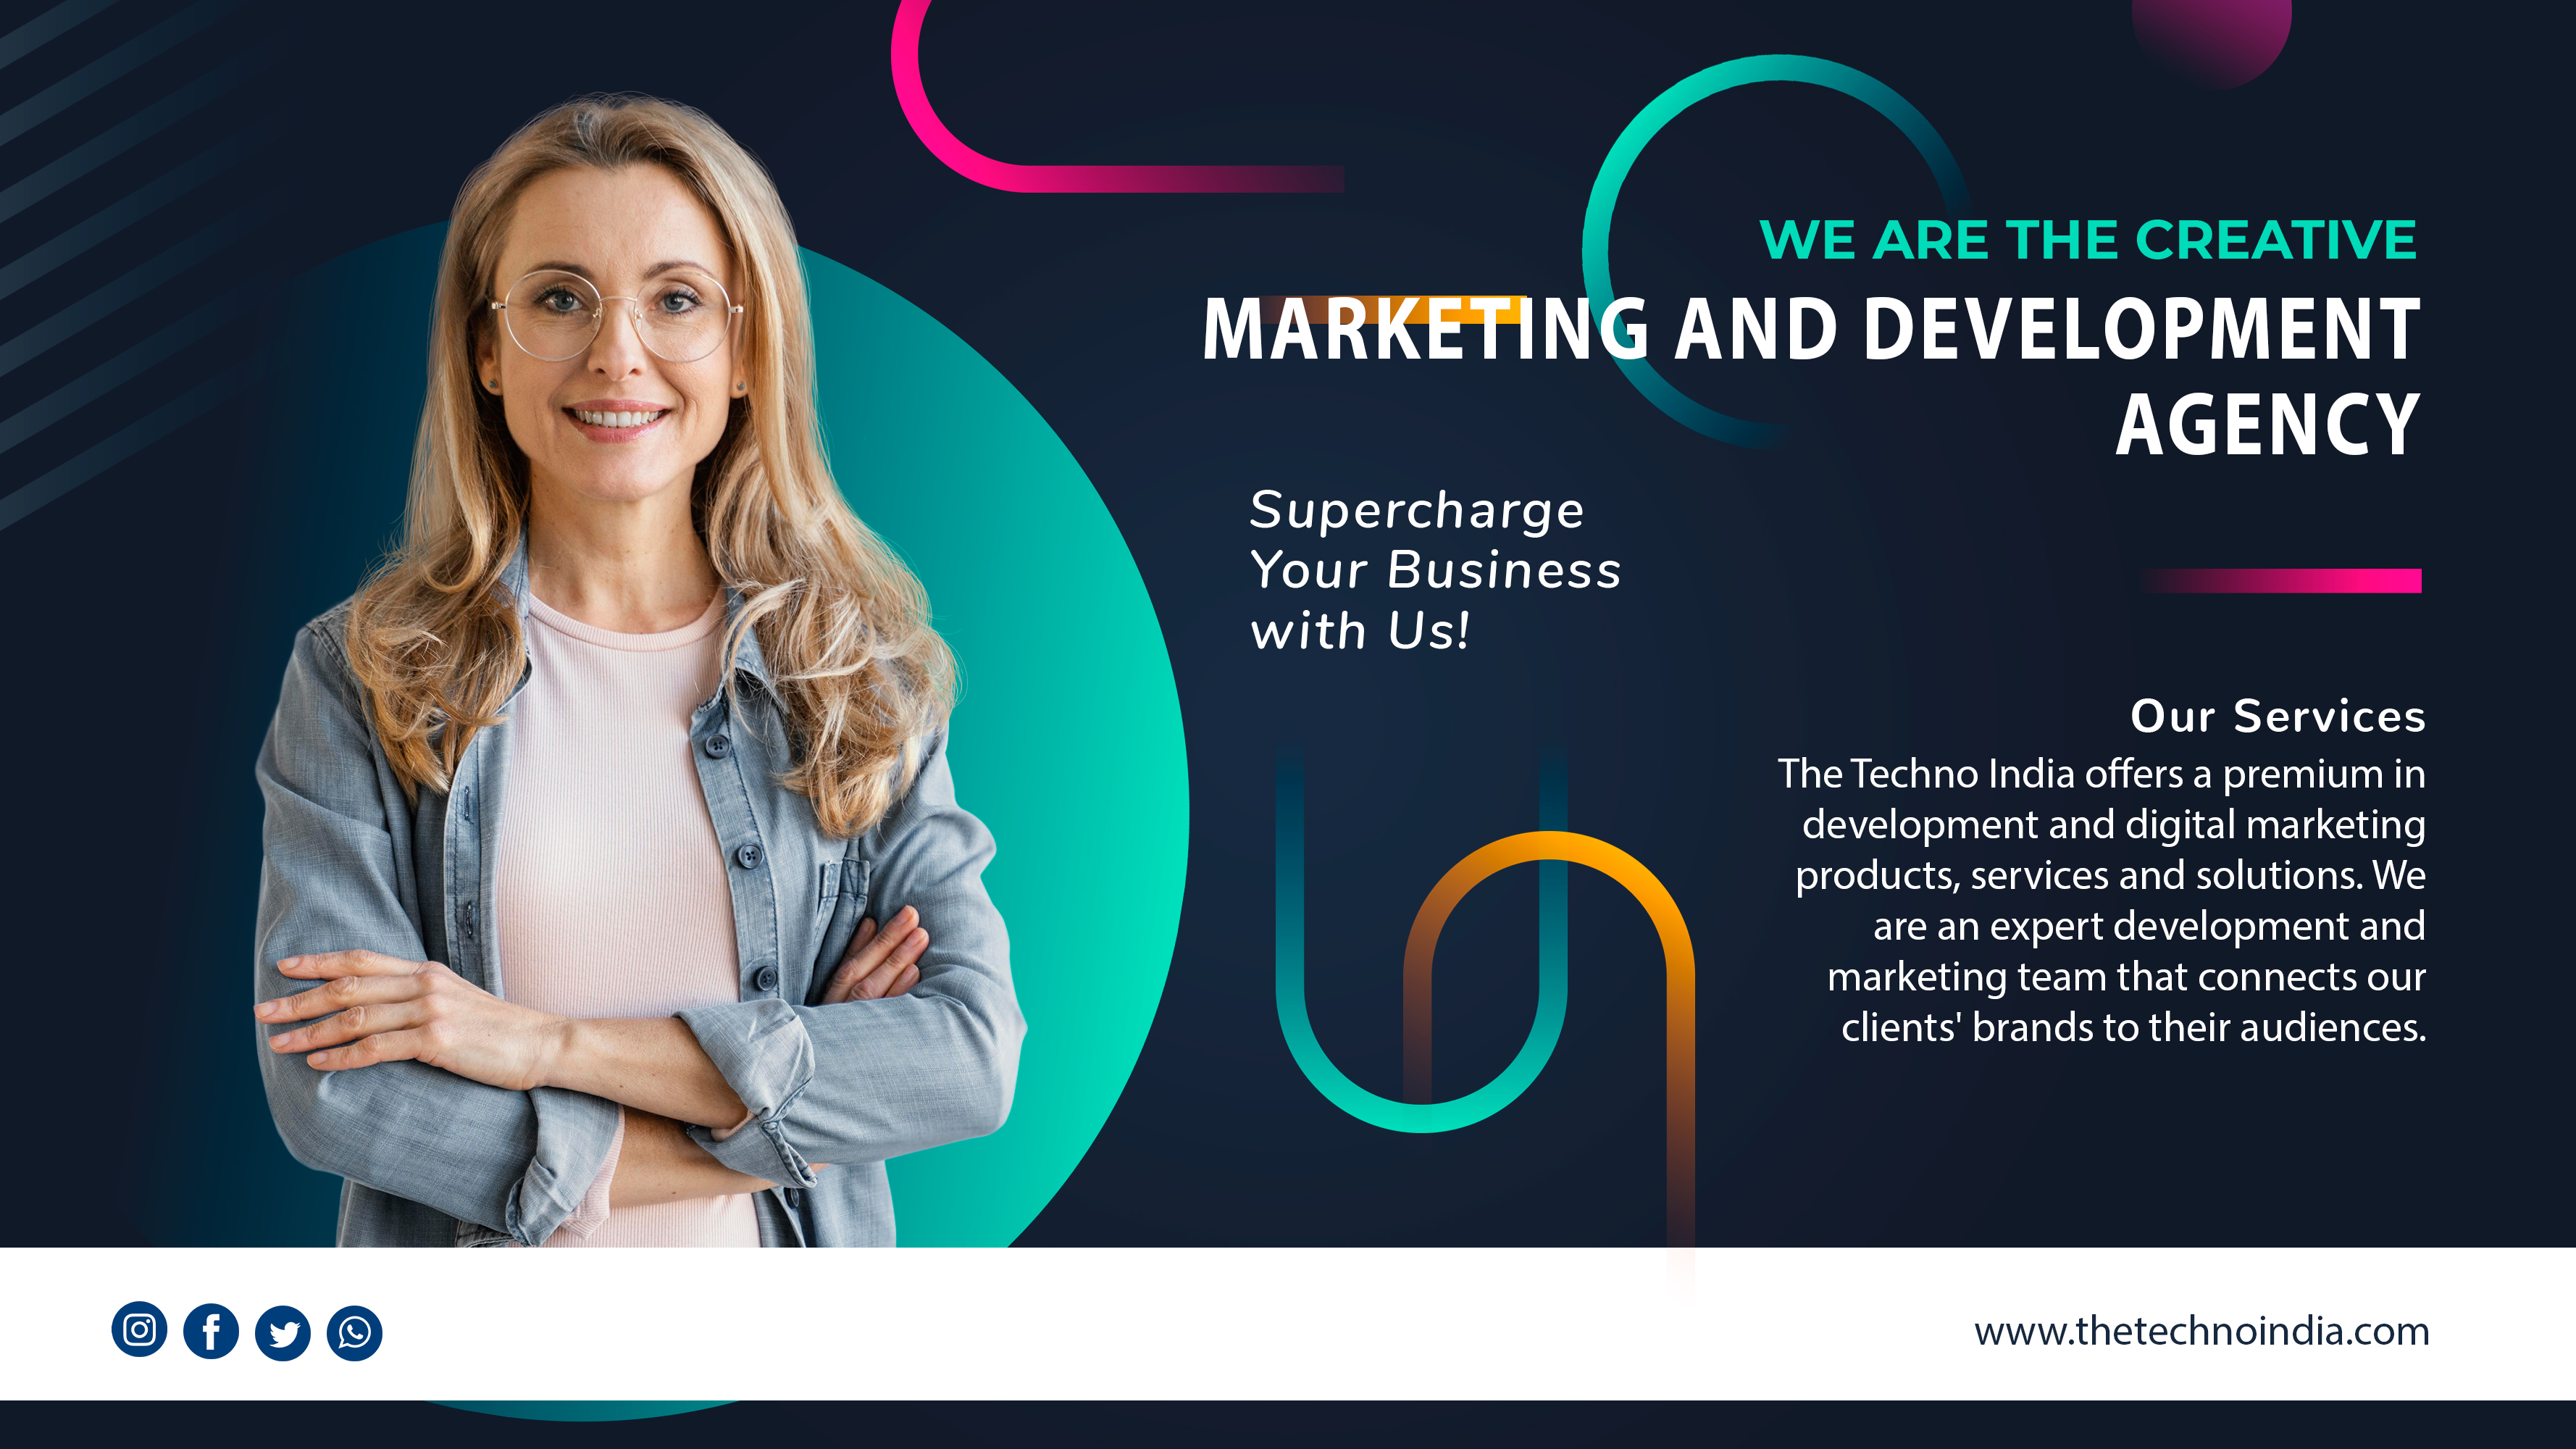 WE ARE THE CREATIVE
MARKETING AND DEVELOPMENT
AGENCY
Supercharge
Your Business
with Us!
Our Services
The Techno India offers a premium in
development and digital marketing
products, services and solutions. We
are an expert development and
marketing team that connects our
clients' brands to their audiences.
www.thetechnoindia.com